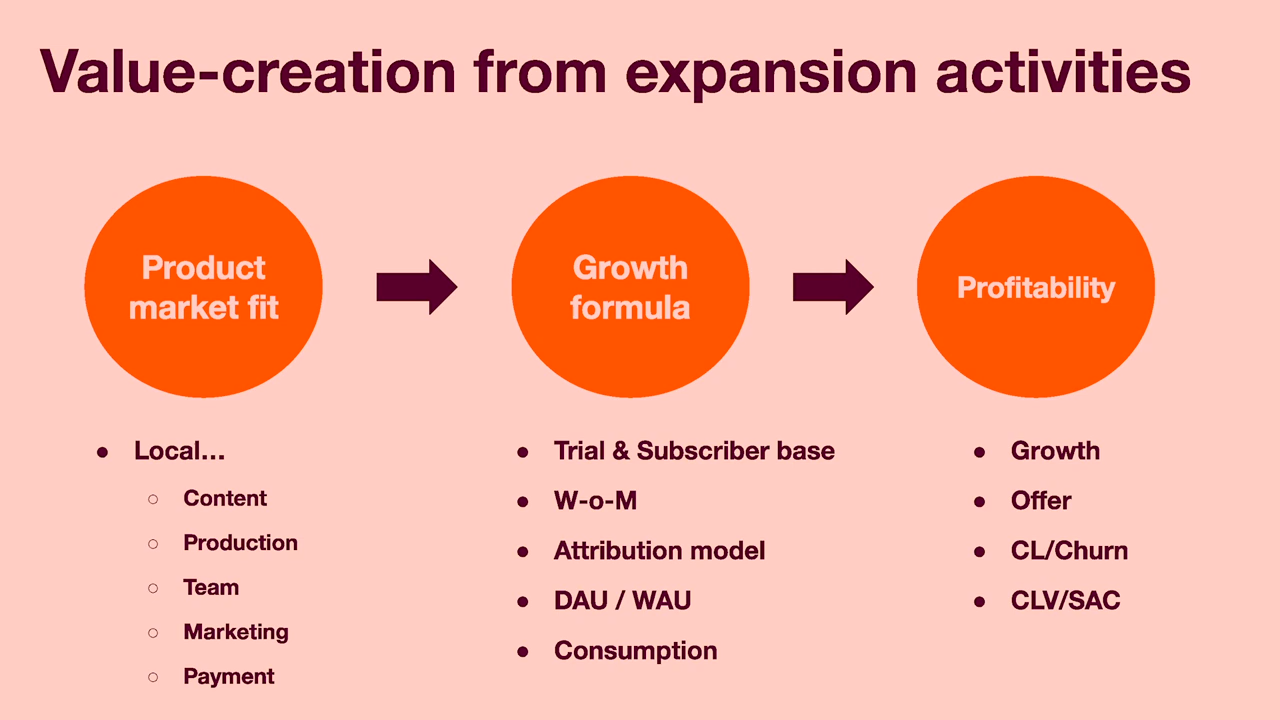 Value-creation from expansion activities
Product
market fit
Growth
formula
Profitability
● Local...
○ Content
○ Production
○ Team
○ Marketing
○ Payment
● Trial & Subscriber base
● W-o-M
● Attribution model
● DAU / WAU
● Consumption
● Growth
● Offer
● CL/Churn
● CLV/SAC